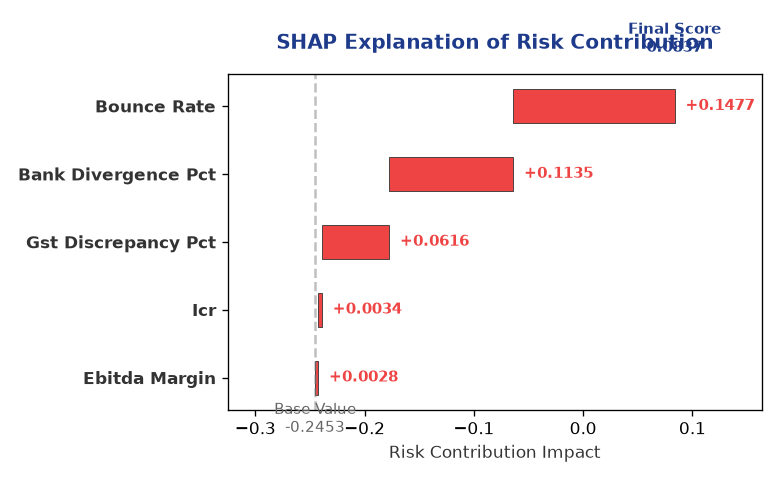 Final Score
0.0837
SHAP Explanation of Risk Contribution
Bounce Rate
+0.1477
Bank Divergence Pct
+0.1135
Gst Discrepancy Pct
+0.0616
Icr
+0.0034
Ebitda Margin
+0.0028
Base Value
-0.2453
−0.3 −0.2 −0.1 0.0 0.1
Risk Contribution Impact